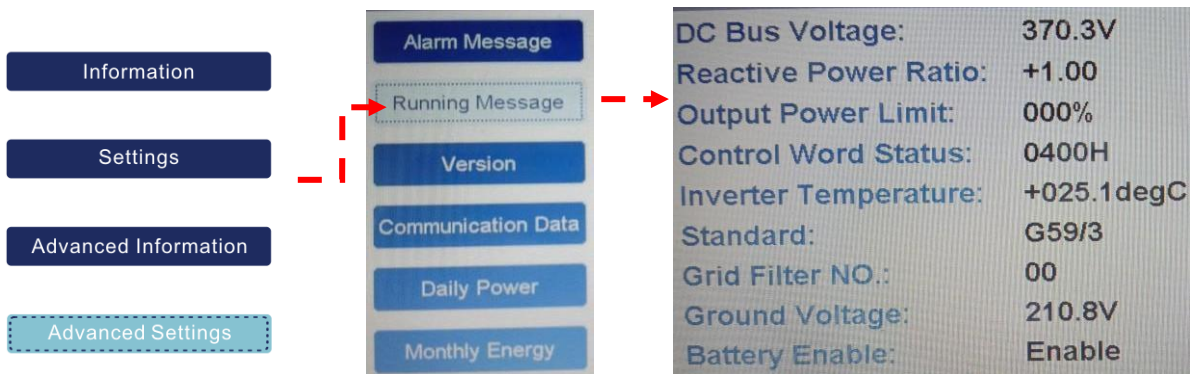 Information
Settings
Advanced Information
Advanced Settings
Alarm Message
Running Message
Version
Communication Data
Daily Power
Monthly Energy
DC Bus Voltage: 370.3V
Reactive Power Ratio: +1.00
Output Power Limit: 000%
Control Word Status: 0400H
Inverter Temperature: +025.1degC
Standard: G59/3
Grid Filter NO.: 00
Ground Voltage: 210.8V
Battery Enable: Enable